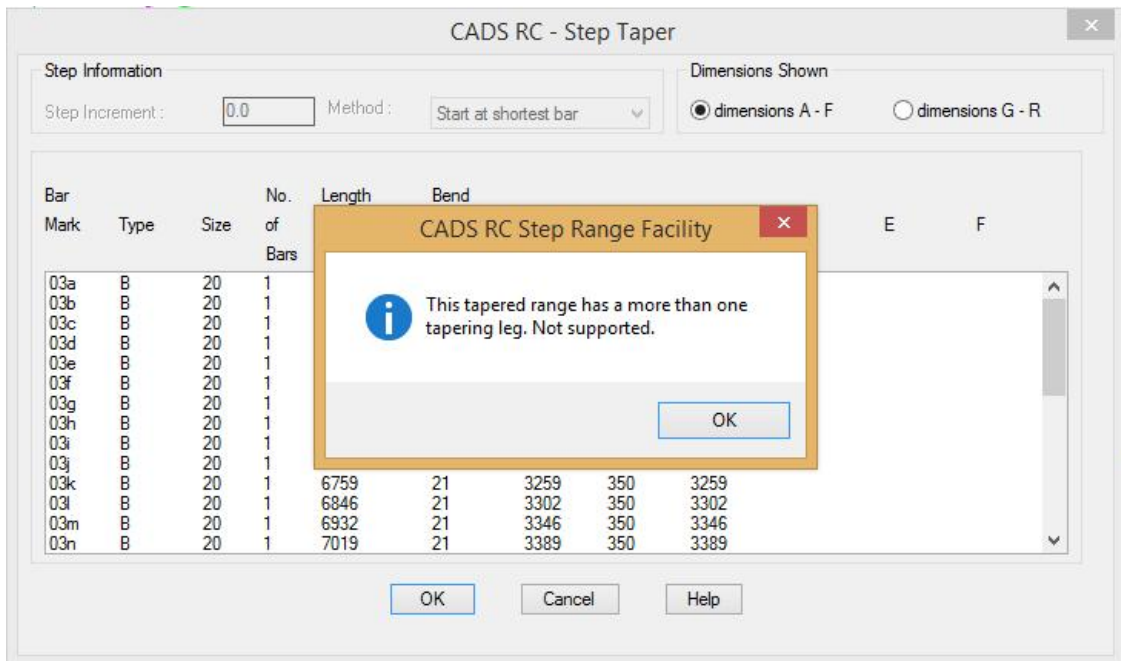 CADS RC - Step Taper
Step Information
Dimensions Shown
Step Increment :
0.0
Method :
Start at shortest bar
dimensions A - F
dimensions G - R
Bar No. Length Bend
Mark Type Size of E F
Bars
CADS RC Step Range Facility
This tapered range has a more than one
tapering leg. Not supported.
OK
03a B 20 1
03b B 20 1
03c B 20 1
03d B 20 1
03e B 20 1
03f B 20 1
03g B 20 1
03h B 20 1
03i B 20 1
03j B 20 1
03k B 20 1 6759 21 3259 350 3259
03l B 20 1 6846 21 3302 350 3302
03m B 20 1 6932 21 3346 350 3346
03n B 20 1 7019 21 3389 350 3389
OK Cancel Help